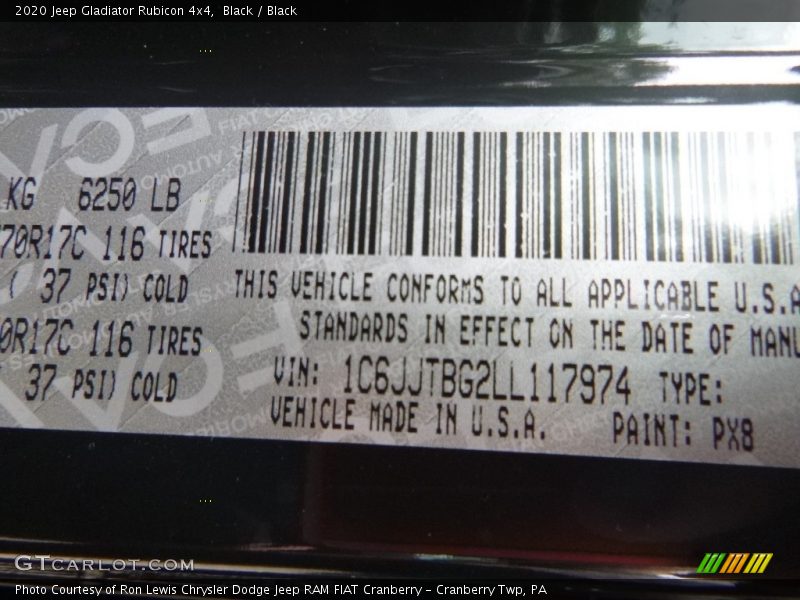 2020 Jeep Gladiator Rubicon 4x4, Black / Black
KG 6250 LB
70R17C 116 TIRES
( 37 PSI) COLD
0R17C 116 TIRES
37 PSI) COLD
THIS VEHICLE CONFORMS TO ALL APPLICABLE U.S.A
STANDARDS IN EFFECT ON THE DATE OF MANU
VIN: 1C6JJTBG2LL117974 TYPE:
VEHICLE MADE IN U.S.A. PAINT: PX8
GTCARLOT.COM
Photo Courtesy of Ron Lewis Chrysler Dodge Jeep RAM FIAT Cranberry - Cranberry Twp, PA